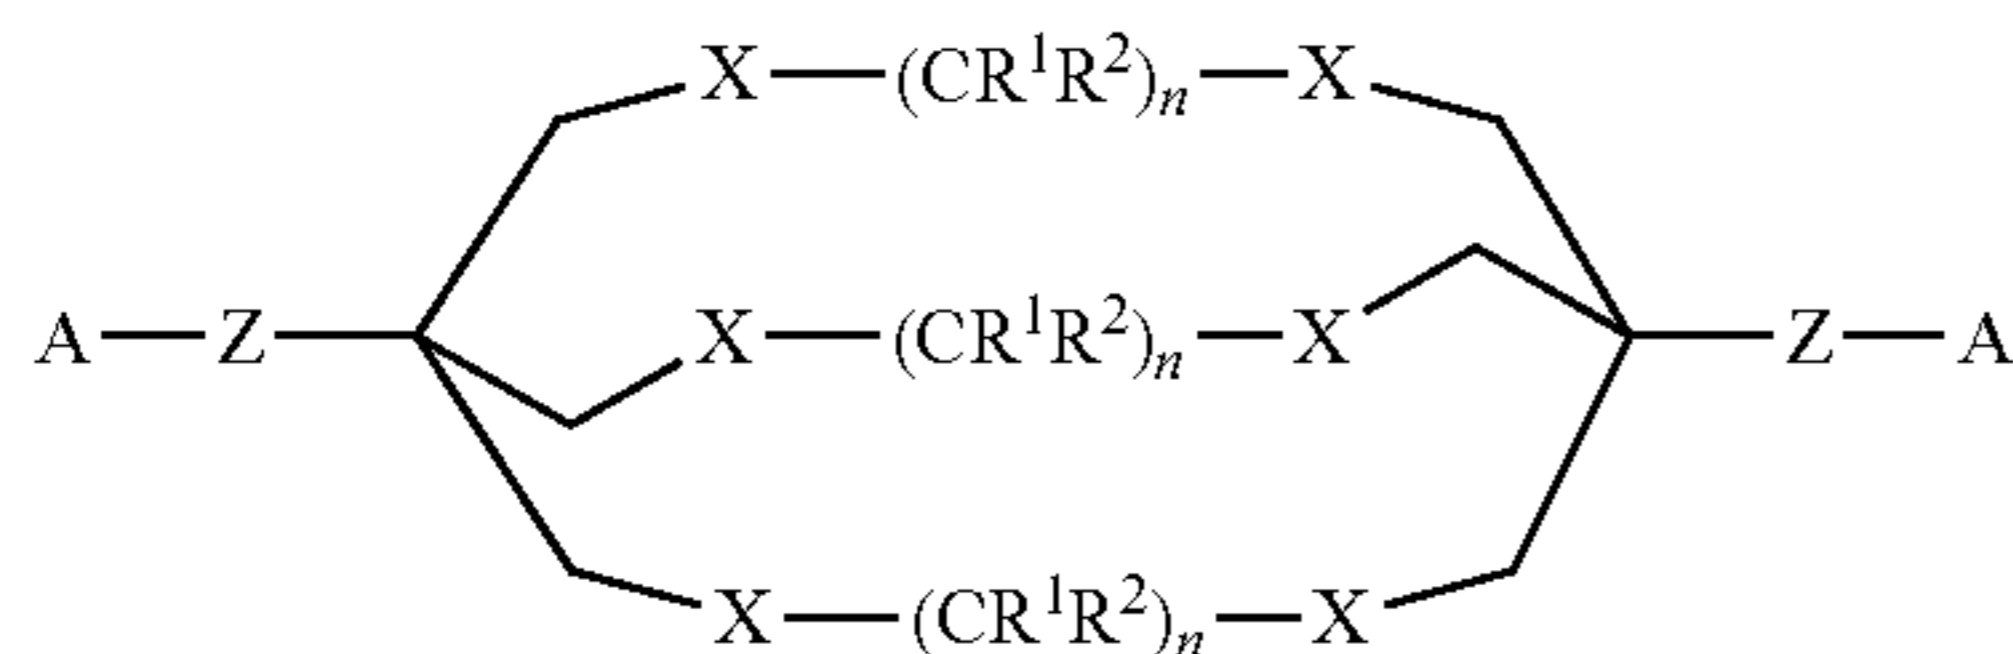 X—(CR¹R²)ₙ—X
A—Z X—(CR¹R²)ₙ—X Z—A
X—(CR¹R²)ₙ—X